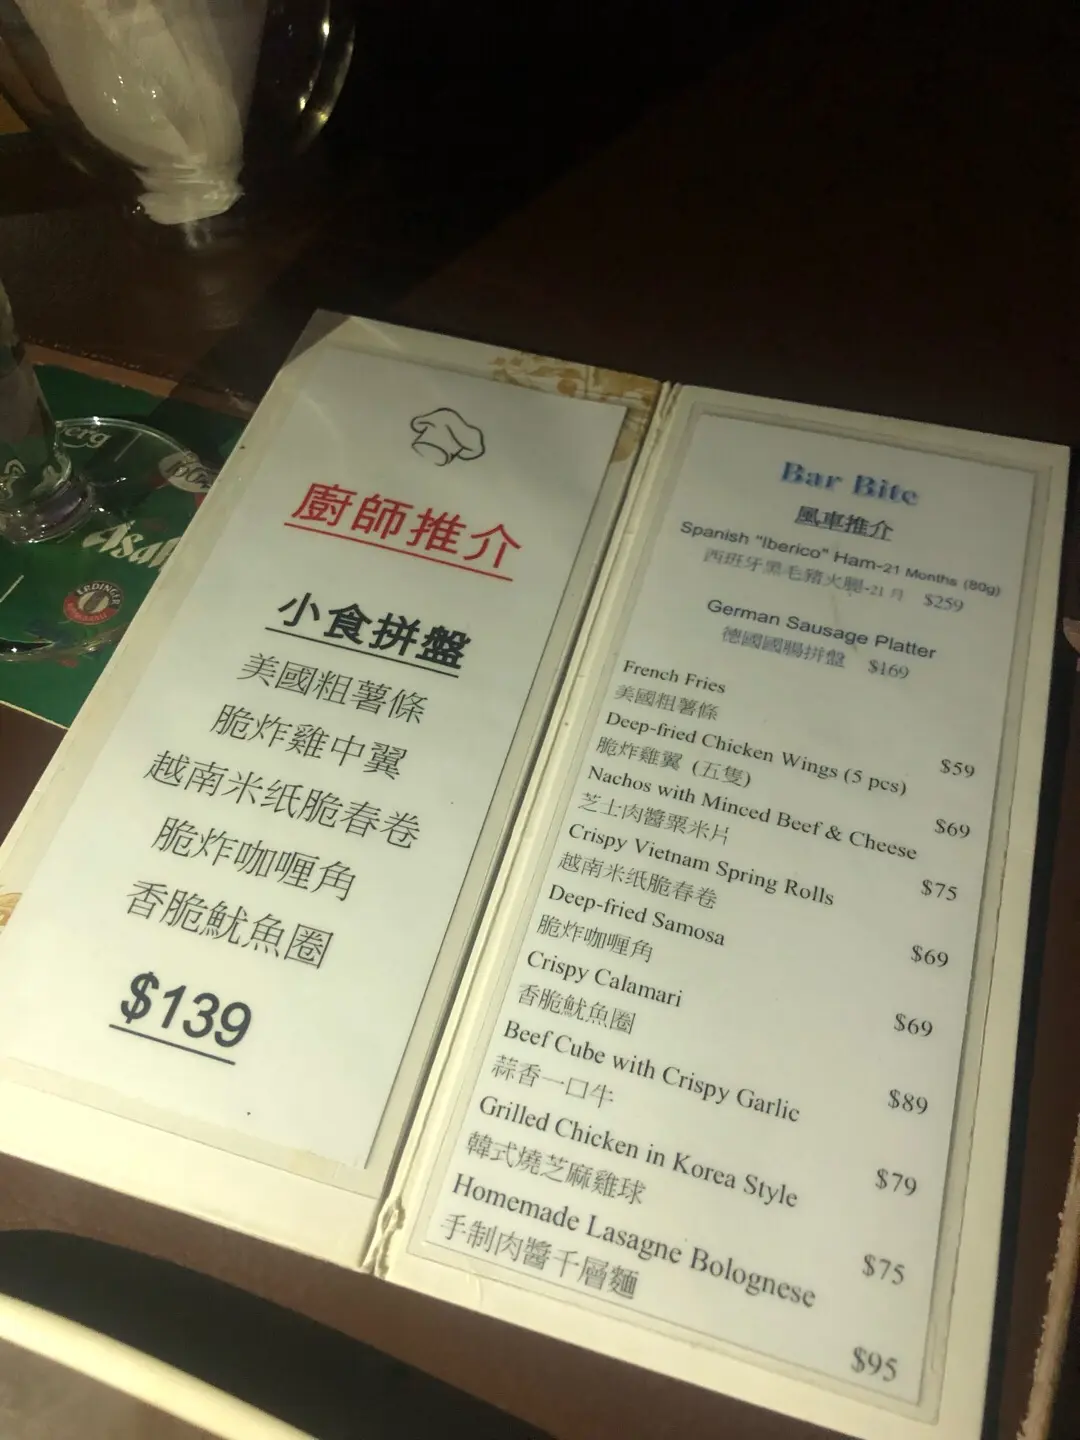 廚師推介
小食拼盤
美國粗薯條
脆炸雞中翼
越南米纸脆春卷
脆炸咖喱角
香脆魷魚圈
$139
Bar Bite
風車推介
Spanish "Iberico" Ham-21 Months (80g)
西班牙黑毛豬火腿-21 月 $259
German Sausage Platter
德國國腸拼盤 $169
French Fries
美國粗薯條 $59
Deep-fried Chicken Wings (5 pcs)
脆炸雞翼 (五隻) $69
Nachos with Minced Beef & Cheese
芝士肉醬粟米片 $75
Crispy Vietnam Spring Rolls
越南米纸脆春卷 $69
Deep-fried Samosa
脆炸咖喱角 $69
Crispy Calamari
香脆魷魚圈 $89
Beef Cube with Crispy Garlic
蒜香一口牛 $79
Grilled Chicken in Korea Style
韓式燒芝麻雞球 $75
Homemade Lasagne Bolognese
手制肉醬千層麵 $95
erg
Asah
ERDINGER